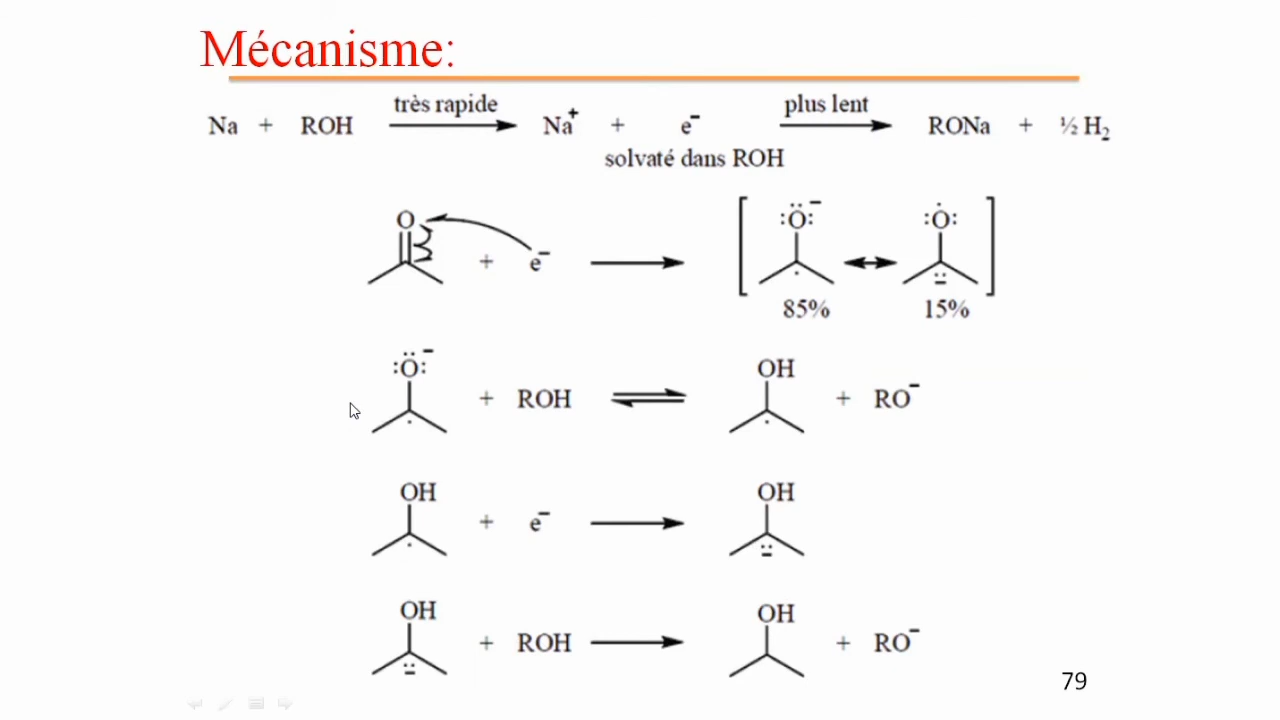 Mécanisme:
Na + ROH très rapide Na⁺ + e⁻ plus lent RONa + ½ H₂
solvaté dans ROH
O + e⁻ :Ö:⁻ :Ȯ:
85% 15%
:Ö:⁻ + ROH OH + RO⁻
OH + e⁻ OH
OH + ROH OH + RO⁻
79